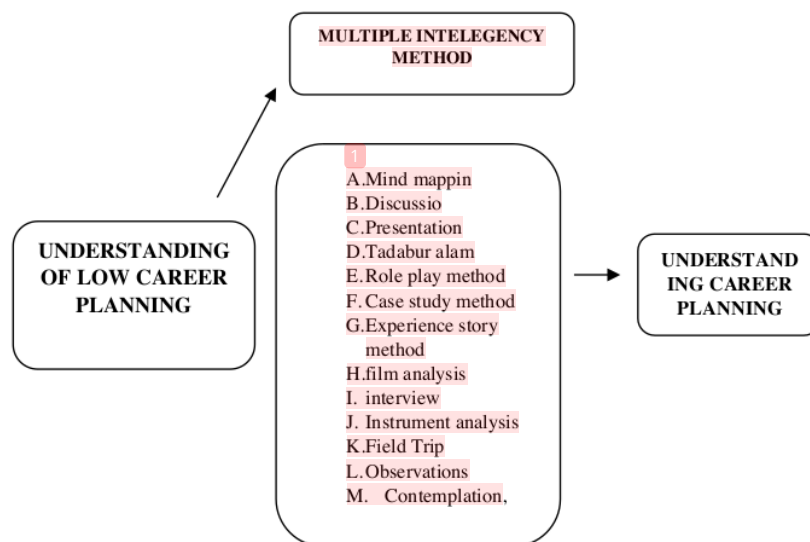 MULTIPLE INTELEGENCY
METHOD
UNDERSTANDING
OF LOW CAREER
PLANNING
1
A.Mind mappin
B.Discussio
C.Presentation
D.Tadabur alam
E.Role play method
F.Case study method
G.Experience story
method
H.film analysis
I. interview
J. Instrument analysis
K.Field Trip
L.Observations
M. Contemplation,
UNDERSTAND
ING CAREER
PLANNING